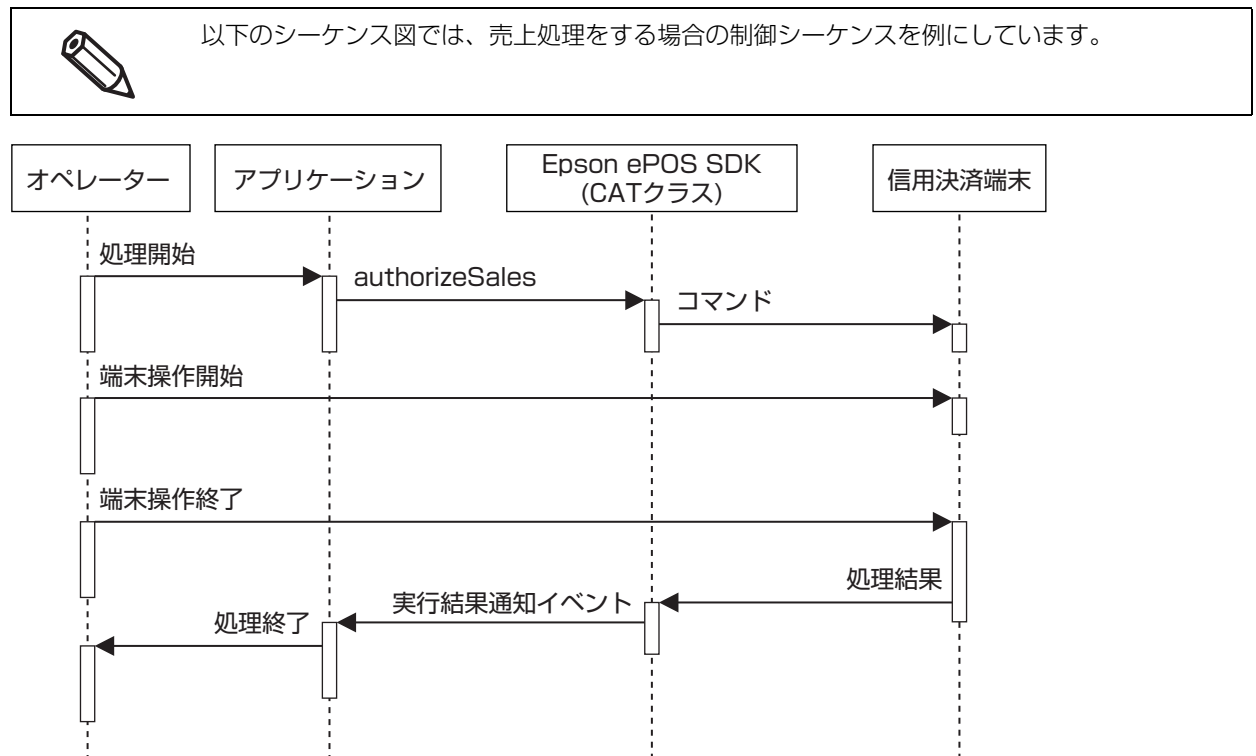 以下のシーケンス図では、売上処理をする場合の制御シーケンスを例にしています。
オペレーター
アプリケーション
Epson ePOS SDK
(CATクラス)
信用決済端末
処理開始
authorizeSales
コマンド
端末操作開始
端末操作終了
処理結果
実行結果通知イベント
処理終了